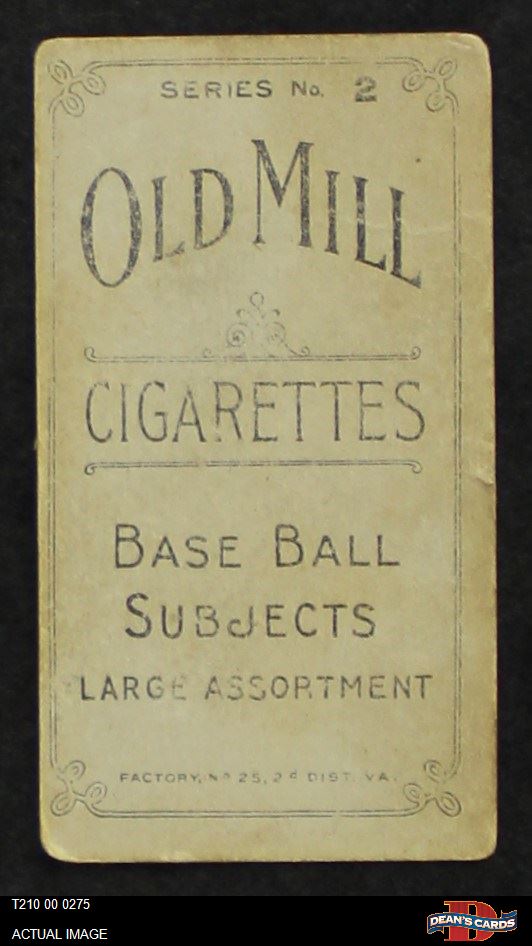 SERIES No. 2
OLD MILL
CIGARETTES
BASE BALL
SUBJECTS
LARGE ASSORTMENT
FACTORY, No 25, 2d DIST. VA.
T210 00 0275
ACTUAL IMAGE
D
DEAN'S CARDS